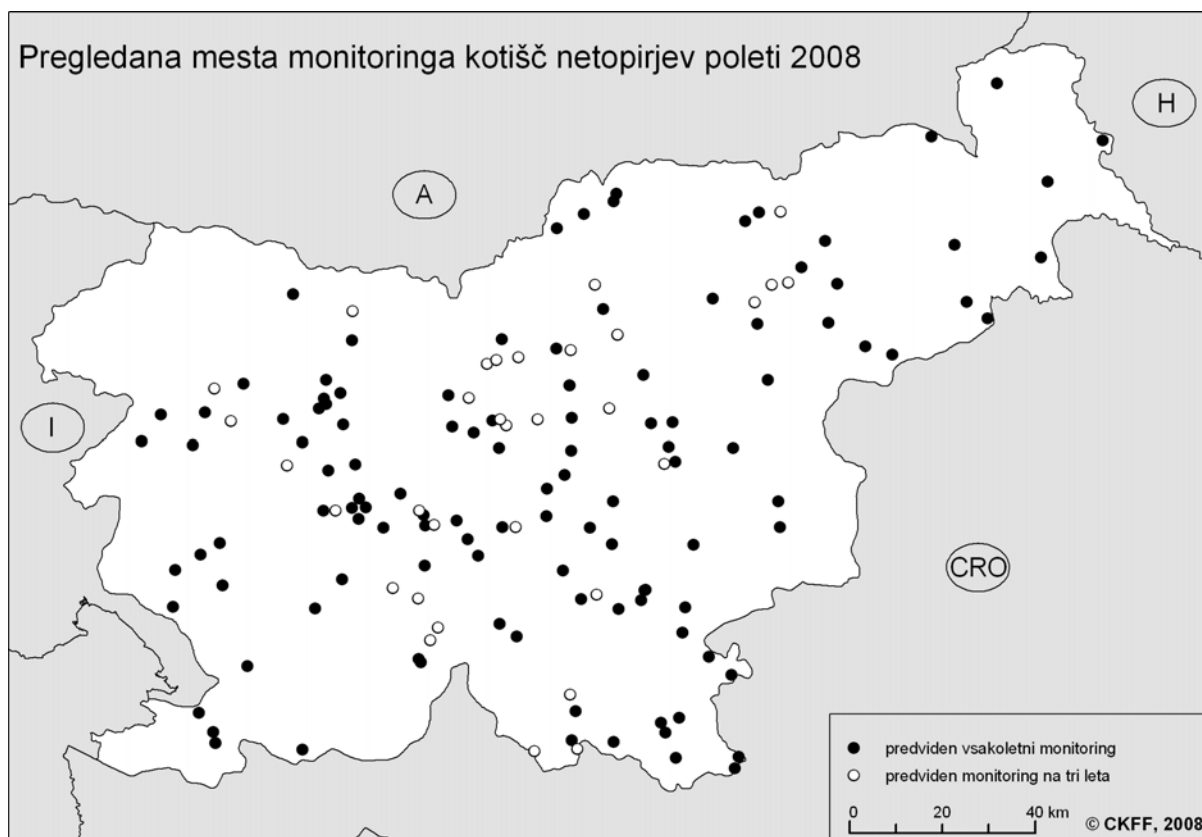 Pregledana mesta monitoringa kotišč netopirjev poleti 2008
H
A
I
CRO
predviden vsakoletni monitoring
predviden monitoring na tri leta
0 20 40 km
© CKFF, 2008